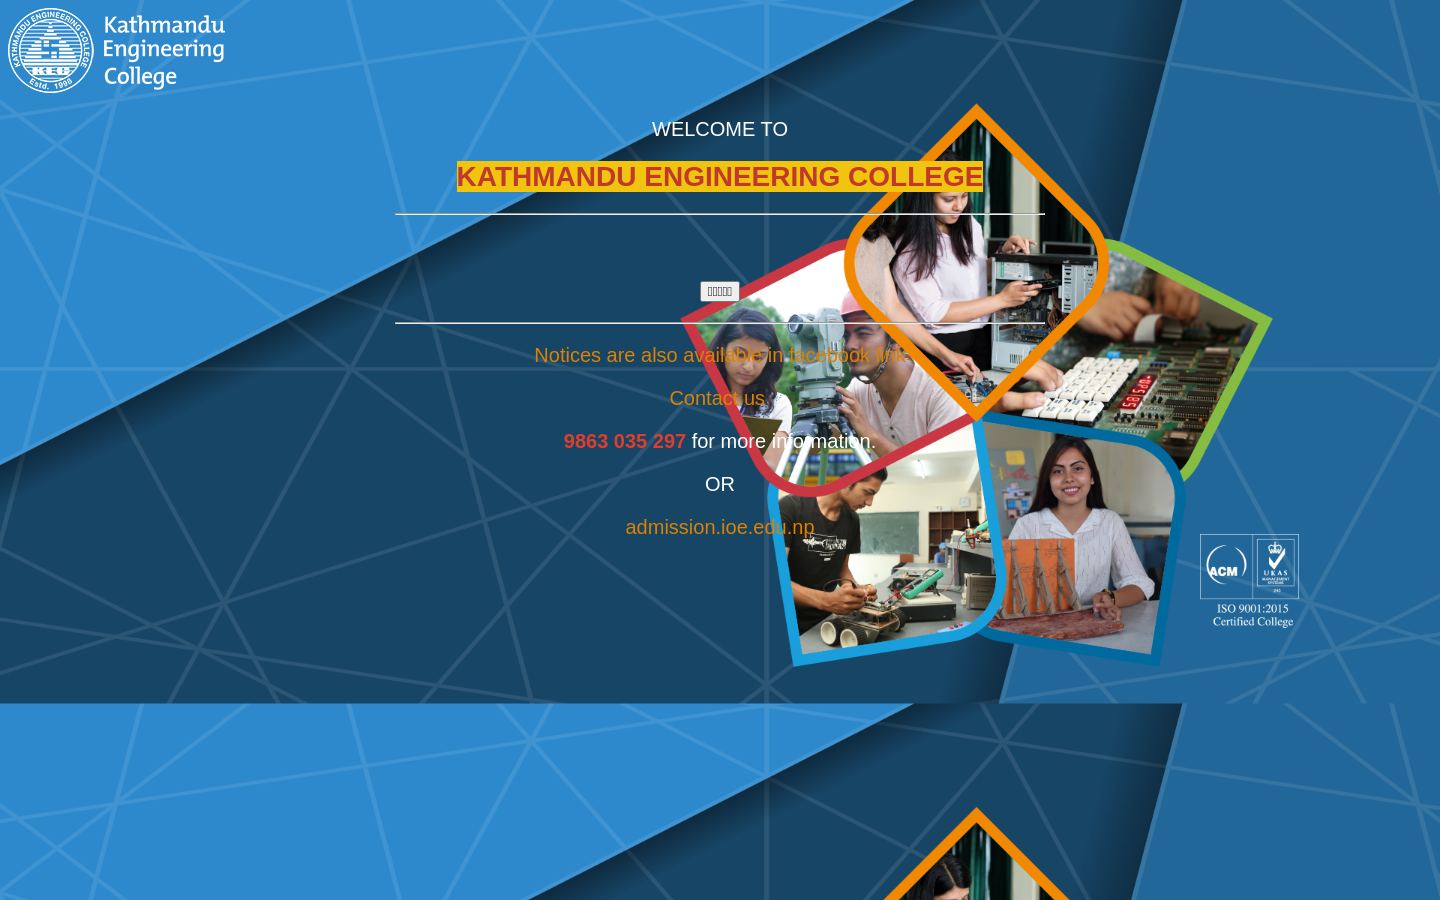 Kathmandu
Engineering
College
KATHMANDU ENGINEERING COLLEGE
KEC
Estd. 1998
WELCOME TO
KATHMANDU ENGINEERING COLLEGE
Notices are also available in facebook link
Contact us
9863 035 297 for more information.
OR
admission.ioe.edu.np
ACM
UKAS
MANAGEMENT
SYSTEMS
ISO 9001:2015
Certified College